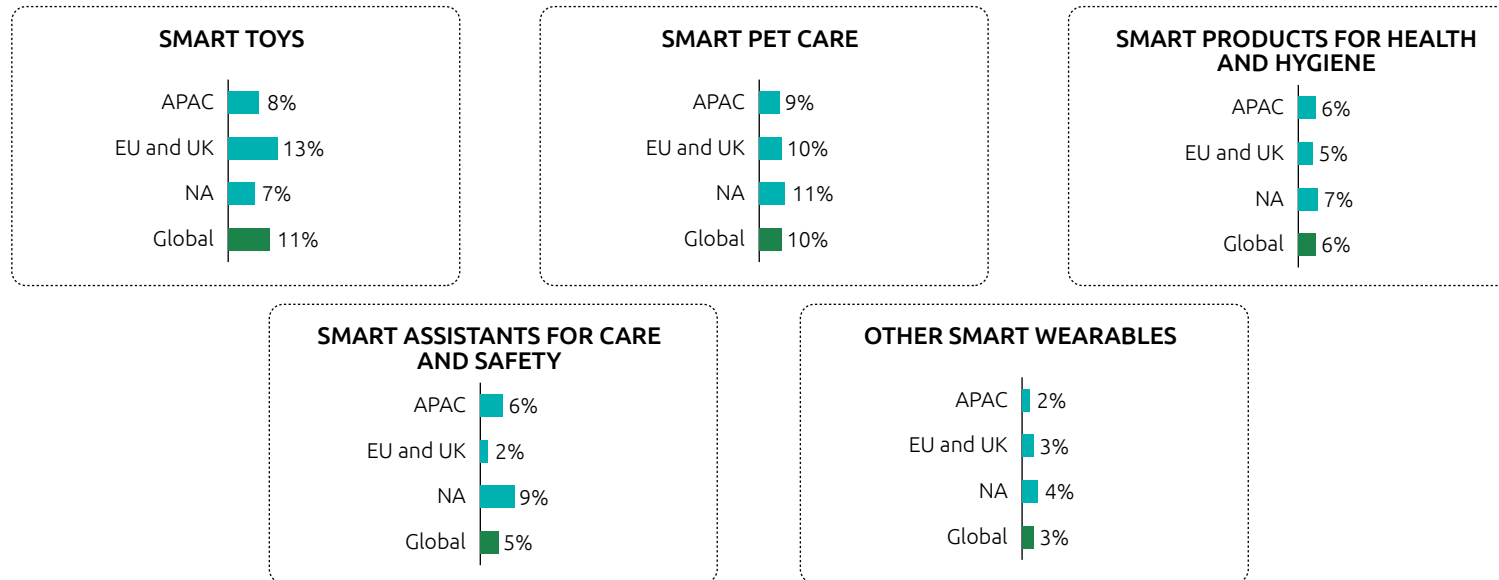 SMART TOYS
APAC 8%
EU and UK 13%
NA 7%
Global 11%
SMART PET CARE
APAC 9%
EU and UK 10%
NA 11%
Global 10%
SMART PRODUCTS FOR HEALTH
AND HYGIENE
APAC 6%
EU and UK 5%
NA 7%
Global 6%
SMART ASSISTANTS FOR CARE
AND SAFETY
APAC 6%
EU and UK 2%
NA 9%
Global 5%
OTHER SMART WEARABLES
APAC 2%
EU and UK 3%
NA 4%
Global 3%